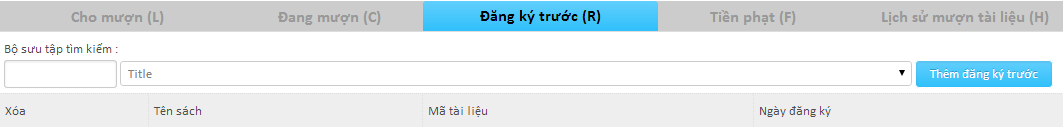 Cho mượn (L) Đang mượn (C) Đăng ký trước (R) Tiền phạt (F) Lịch sử mượn tài liệu (H)
Bộ sưu tập tìm kiếm :
Title Thêm đăng ký trước
Xóa Tên sách Mã tài liệu Ngày đăng ký